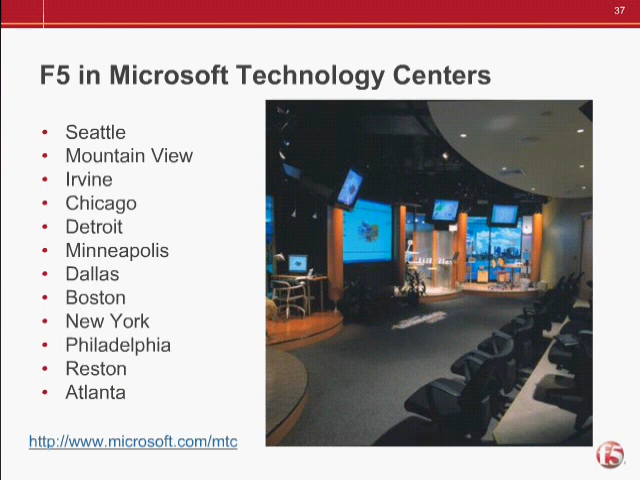 37
F5 in Microsoft Technology Centers
• Seattle
• Mountain View
• Irvine
• Chicago
• Detroit
• Minneapolis
• Dallas
• Boston
• New York
• Philadelphia
• Reston
• Atlanta
http://www.microsoft.com/mtc
f5